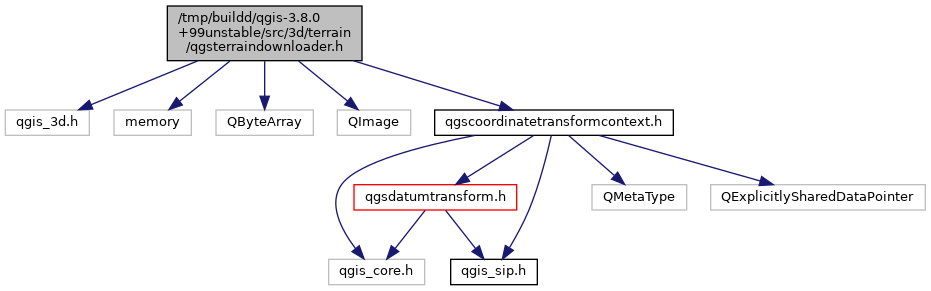 /tmp/buildd/qgis-3.8.0
+99unstable/src/3d/terrain
/qgsterraindownloader.h
qgis_3d.h
memory
QByteArray
QImage
qgscoordinatetransformcontext.h
qgsdatumtransform.h
QMetaType
QExplicitlySharedDataPointer
qgis_core.h
qgis_sip.h